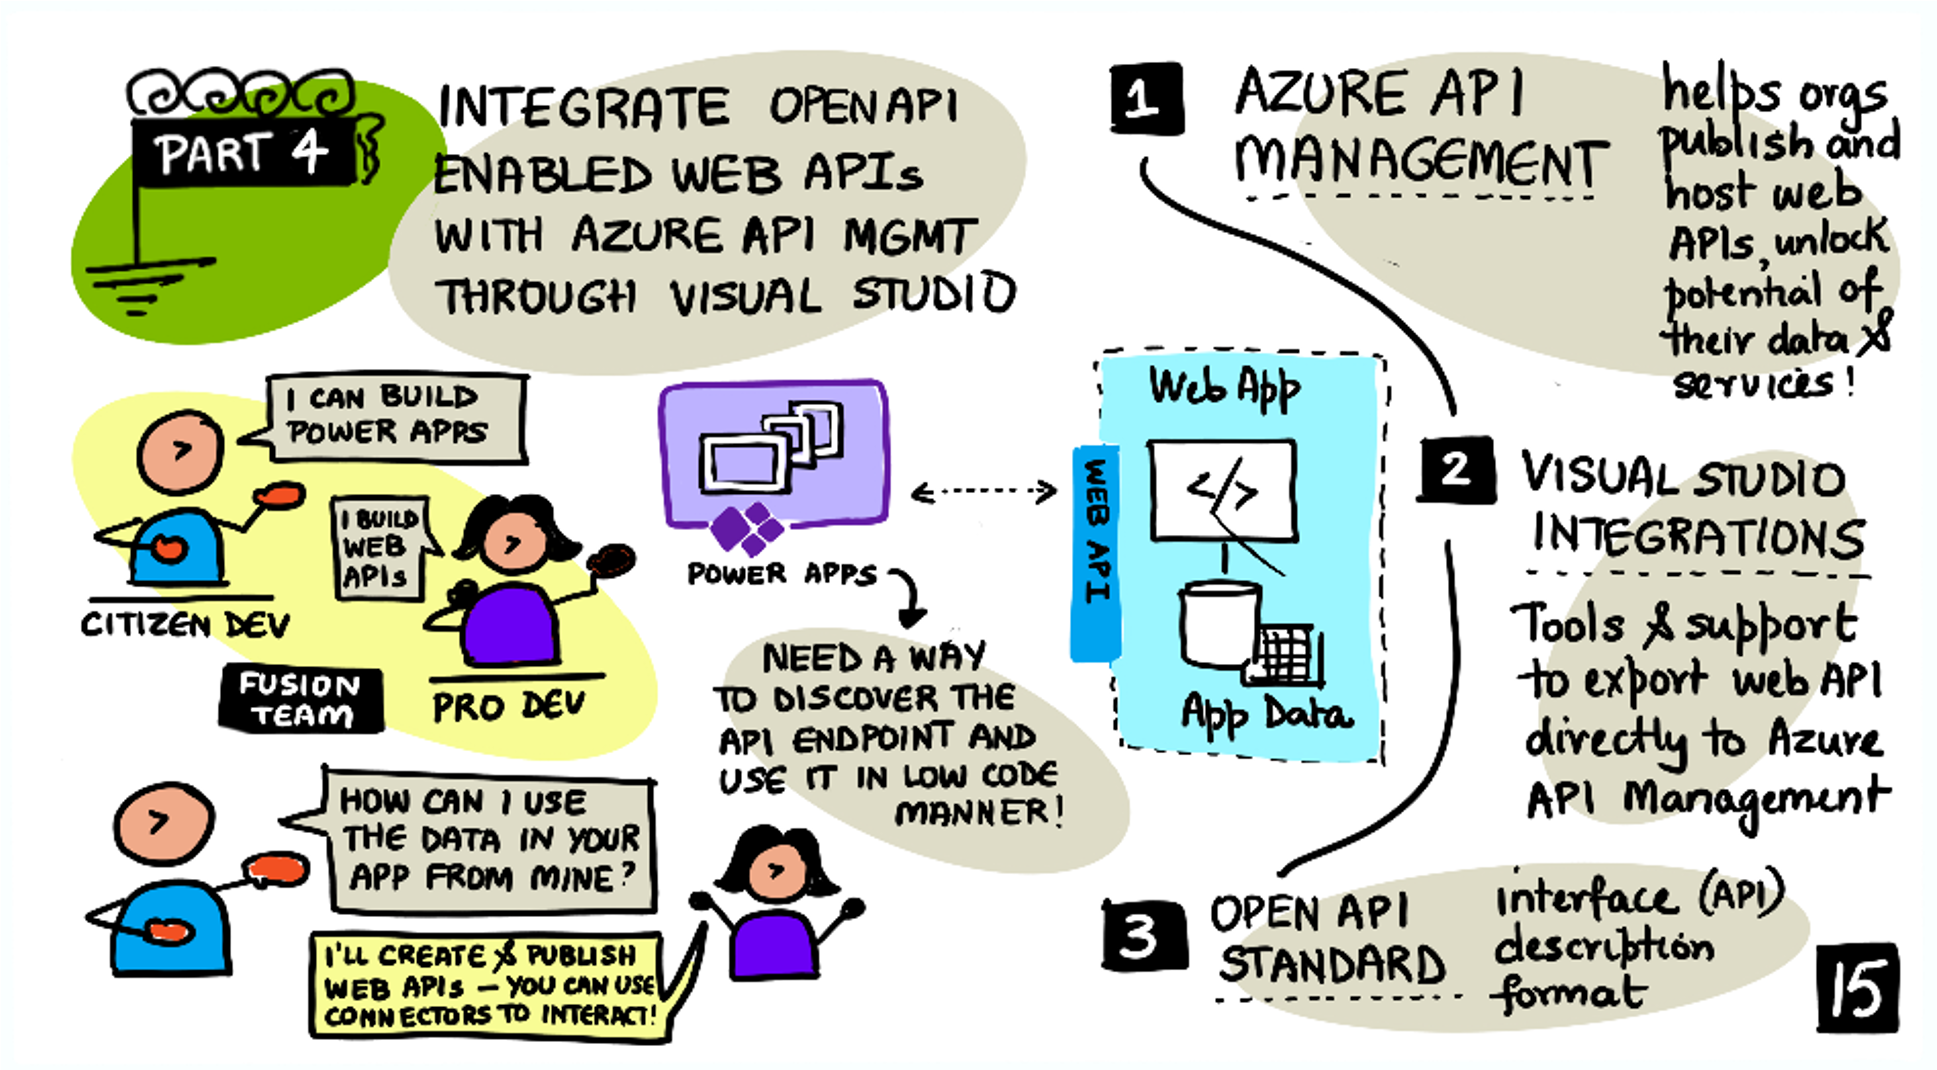 PART 4
INTEGRATE OPENAPI
ENABLED WEB APIs
WITH AZURE API MGMT
THROUGH VISUAL STUDIO
I CAN BUILD
POWER APPS
I BUILD
WEB
APIs
CITIZEN DEV
FUSION
TEAM
PRO DEV
HOW CAN I USE
THE DATA IN YOUR
APP FROM MINE?
I'LL CREATE & PUBLISH
WEB APIs – YOU CAN USE
CONNECTORS TO INTERACT!
POWER APPS
NEED A WAY
TO DISCOVER THE
API ENDPOINT AND
USE IT IN LOW CODE
MANNER!
WEB API
Web App
</>
App Data
1
AZURE API
MANAGEMENT
helps orgs
publish and
host web
APIs, unlock
potential of
their data &
services!
2
VISUAL STUDIO
INTEGRATIONS
Tools & support
to export web API
directly to Azure
API Management
3
OPEN API
STANDARD
interface (API)
description
format
15